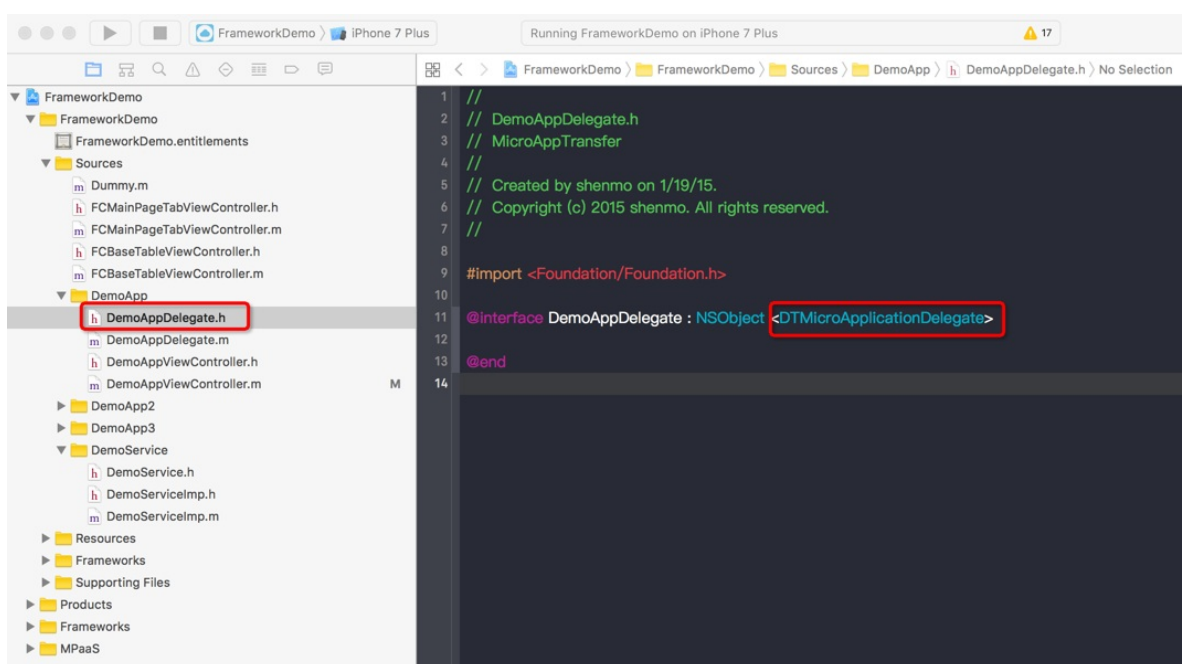 FrameworkDemo 〉 iPhone 7 Plus
Running FrameworkDemo on iPhone 7 Plus
17
FrameworkDemo 〉 FrameworkDemo 〉 Sources 〉 DemoApp 〉 h DemoAppDelegate.h 〉 No Selection
FrameworkDemo
FrameworkDemo
FrameworkDemo.entitlements
Sources
m Dummy.m
h FCMainPageTabViewController.h
m FCMainPageTabViewController.m
h FCBaseTableViewController.h
m FCBaseTableViewController.m
DemoApp
h DemoAppDelegate.h
m DemoAppDelegate.m
h DemoAppViewController.h
m DemoAppViewController.m M
DemoApp2
DemoApp3
DemoService
h DemoService.h
h DemoServiceImp.h
m DemoServiceImp.m
Resources
Frameworks
Supporting Files
Products
Frameworks
MPaaS
1 //
2 // DemoAppDelegate.h
3 // MicroAppTransfer
4 //
5 // Created by shenmo on 1/19/15.
6 // Copyright (c) 2015 shenmo. All rights reserved.
7 //
8
9 #import <Foundation/Foundation.h>
10
11 @interface DemoAppDelegate : NSObject <DTMicroApplicationDelegate>
12
13 @end
14